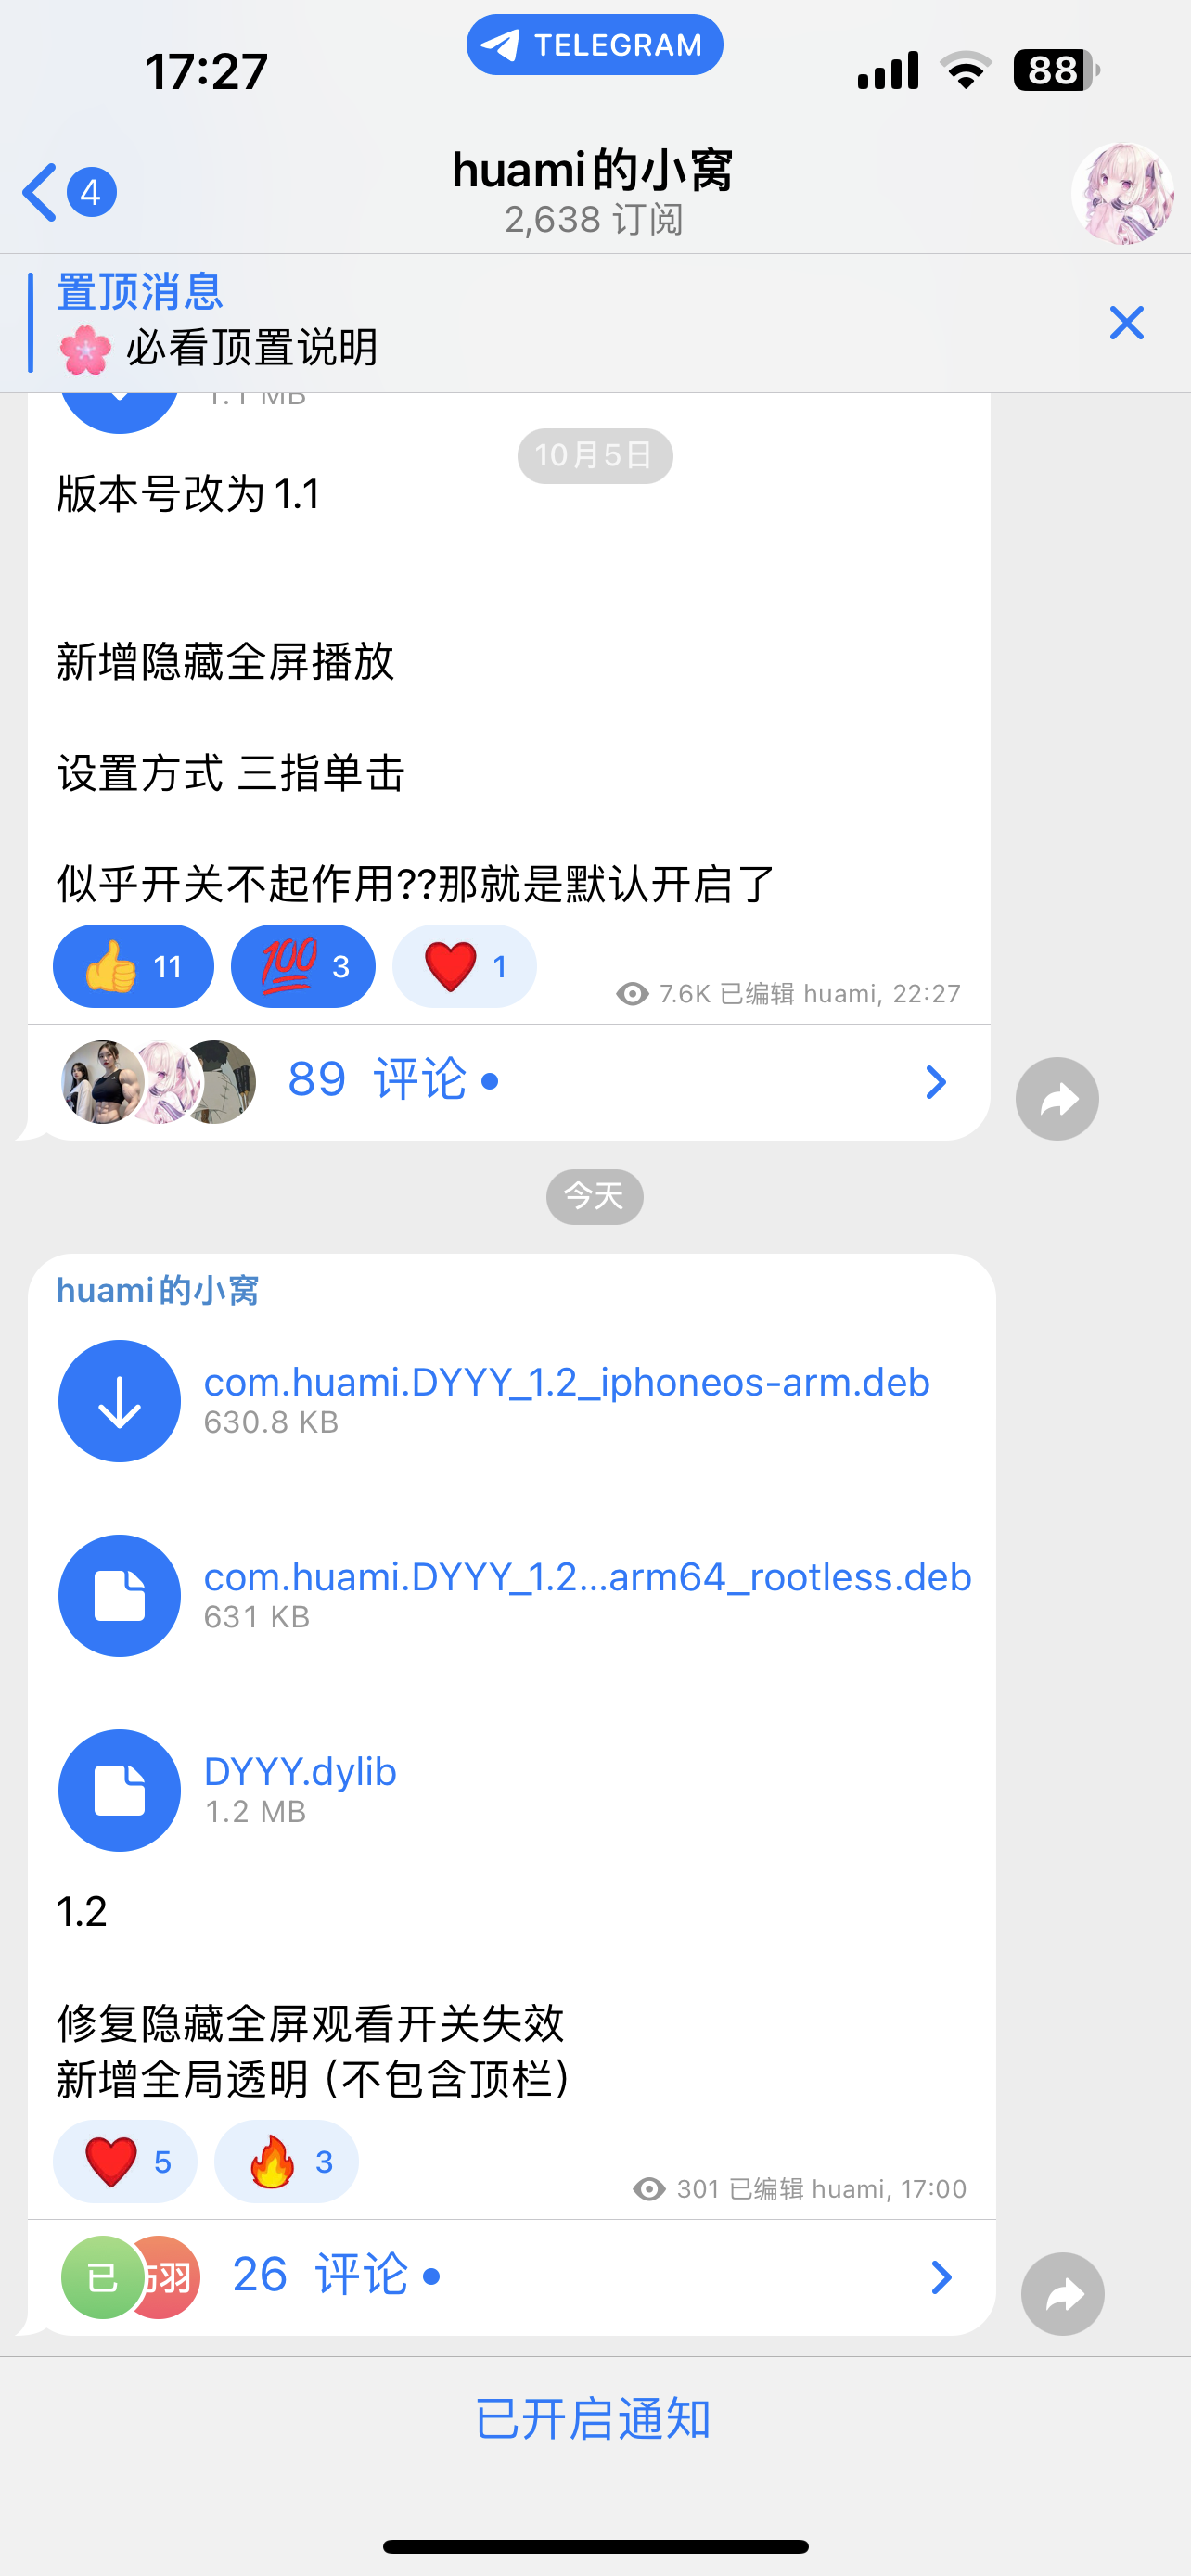 17:27
TELEGRAM
88
4
huami的小窝
2,638 订阅
置顶消息
🌸 必看顶置说明
1.1 MB
10月5日
版本号改为1.1
新增隐藏全屏播放
设置方式 三指单击
似乎开关不起作用??那就是默认开启了
👍 11 💯 3 ❤️ 1
7.6K 已编辑 huami, 22:27
89 评论
今天
huami的小窝
com.huami.DYYY_1.2_iphoneos-arm.deb
630.8 KB
com.huami.DYYY_1.2...arm64_rootless.deb
631 KB
DYYY.dylib
1.2 MB
1.2
修复隐藏全屏观看开关失效
新增全局透明（不包含顶栏）
❤️ 5 🔥 3
301 已编辑 huami, 17:00
已 羽
26 评论
已开启通知